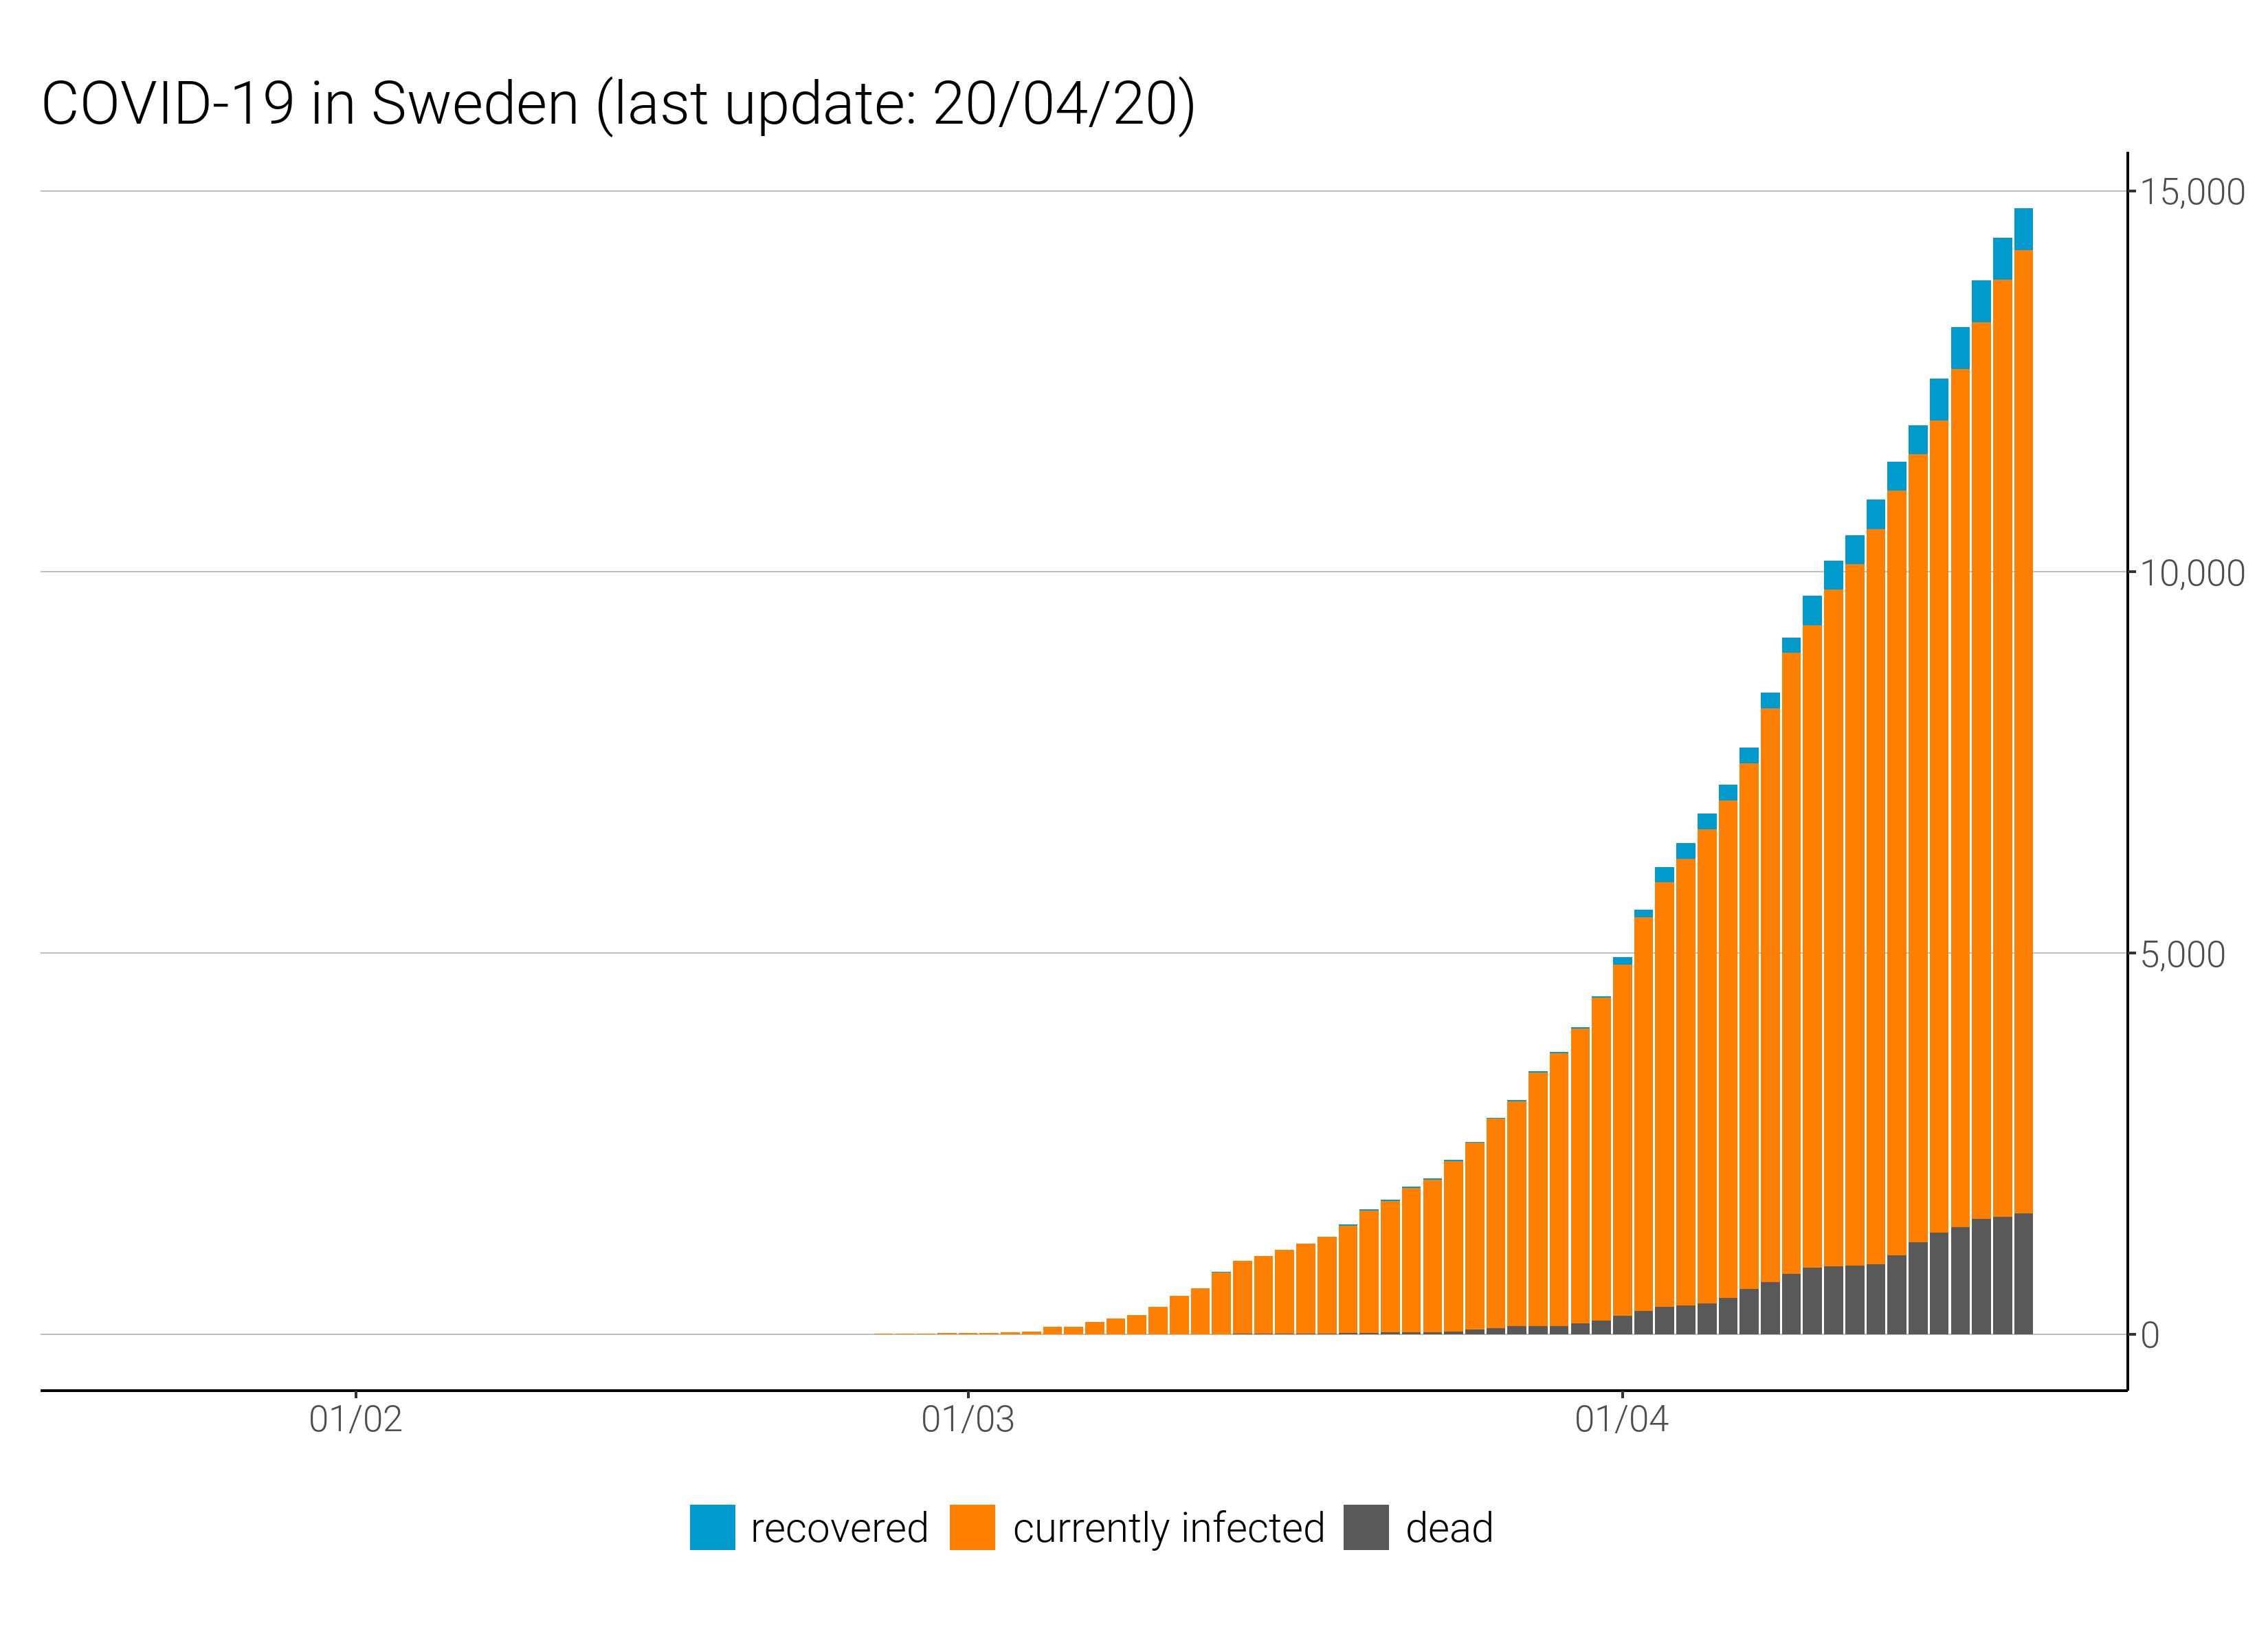 COVID-19 in Sweden (last update: 20/04/20)
15,000
10,000
5,000
0
01/02 01/03 01/04
recovered currently infected dead